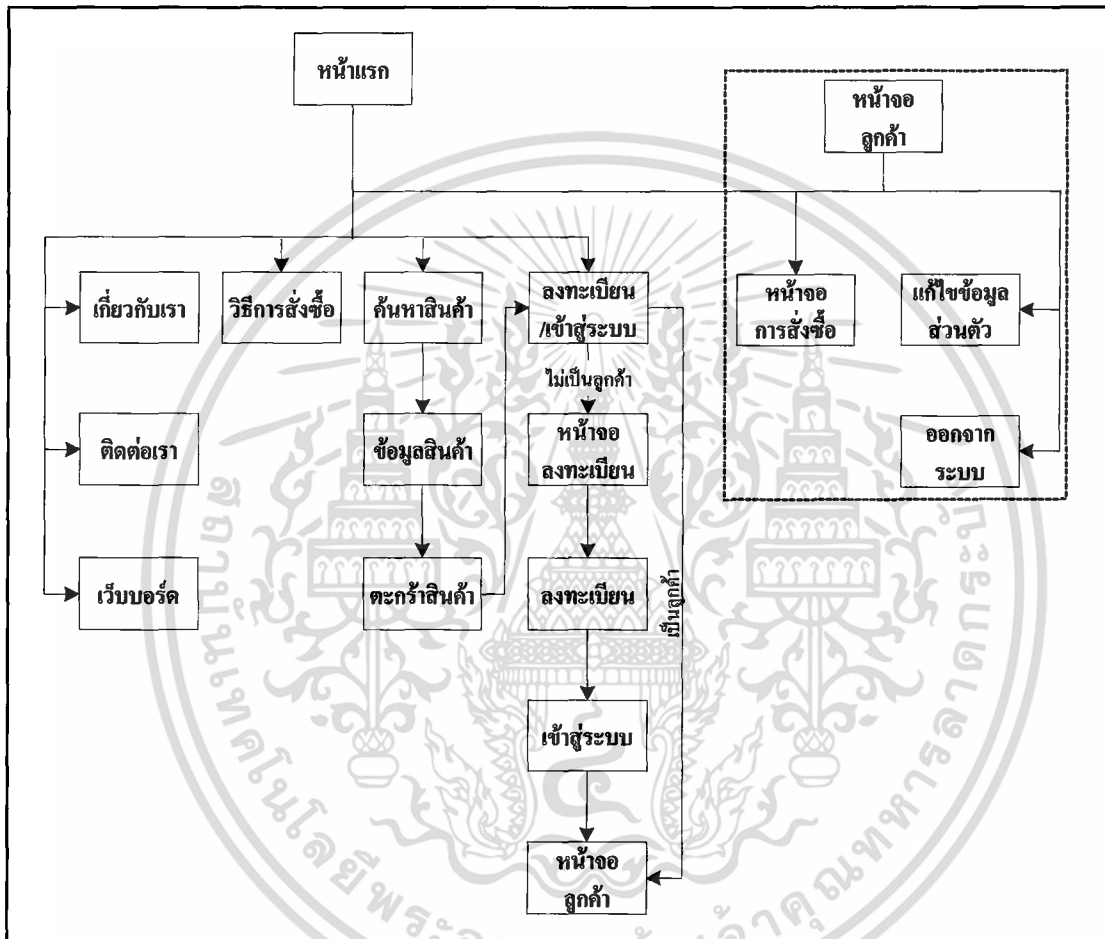 หน้าแรก
หน้าจอ
ลูกค้า
เกี่ยวกับเรา
วิธีการสั่งซื้อ
ค้นหาสินค้า
ลงทะเบียน
/เข้าสู่ระบบ
หน้าจอ
การสั่งซื้อ
แก้ไขข้อมูล
ส่วนตัว
ไม่เป็นลูกค้า
ติดต่อเรา
ข้อมูลสินค้า
หน้าจอ
ลงทะเบียน
ออกจาก
ระบบ
เว็บบอร์ด
ตะกร้าสินค้า
ลงทะเบียน
เป็นลูกค้า
เข้าสู่ระบบ
หน้าจอ
ลูกค้า